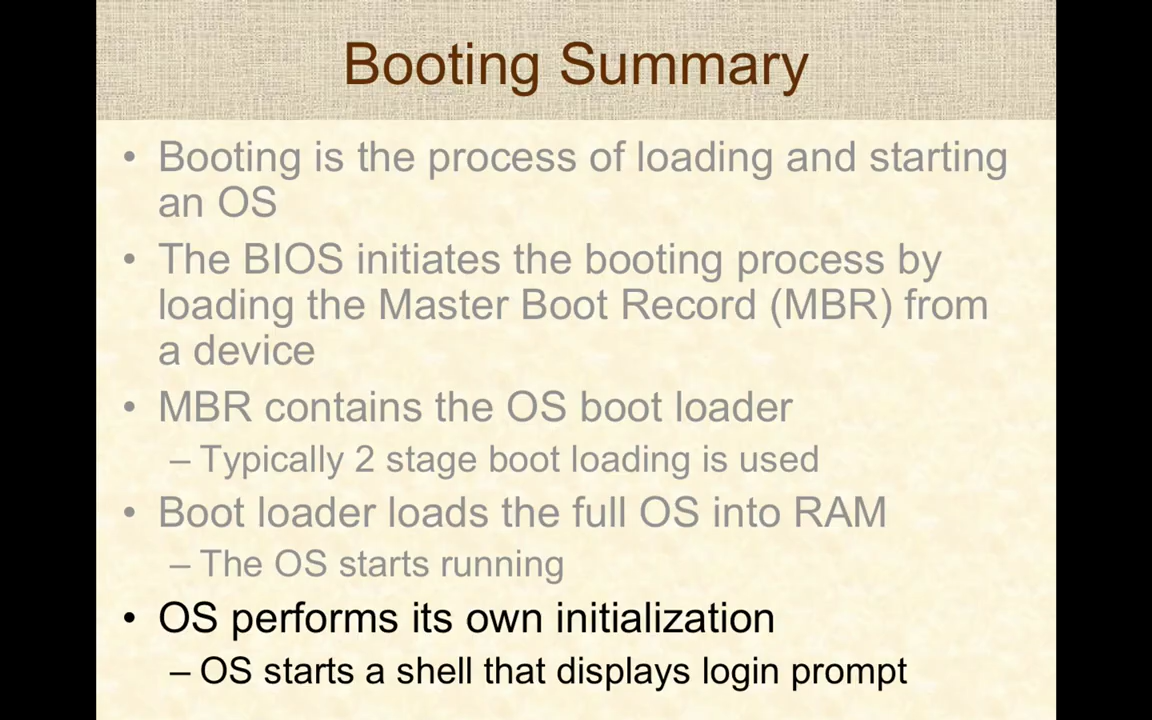 Booting Summary
• Booting is the process of loading and starting
an OS
• The BIOS initiates the booting process by
loading the Master Boot Record (MBR) from
a device
• MBR contains the OS boot loader
– Typically 2 stage boot loading is used
• Boot loader loads the full OS into RAM
– The OS starts running
• OS performs its own initialization
– OS starts a shell that displays login prompt